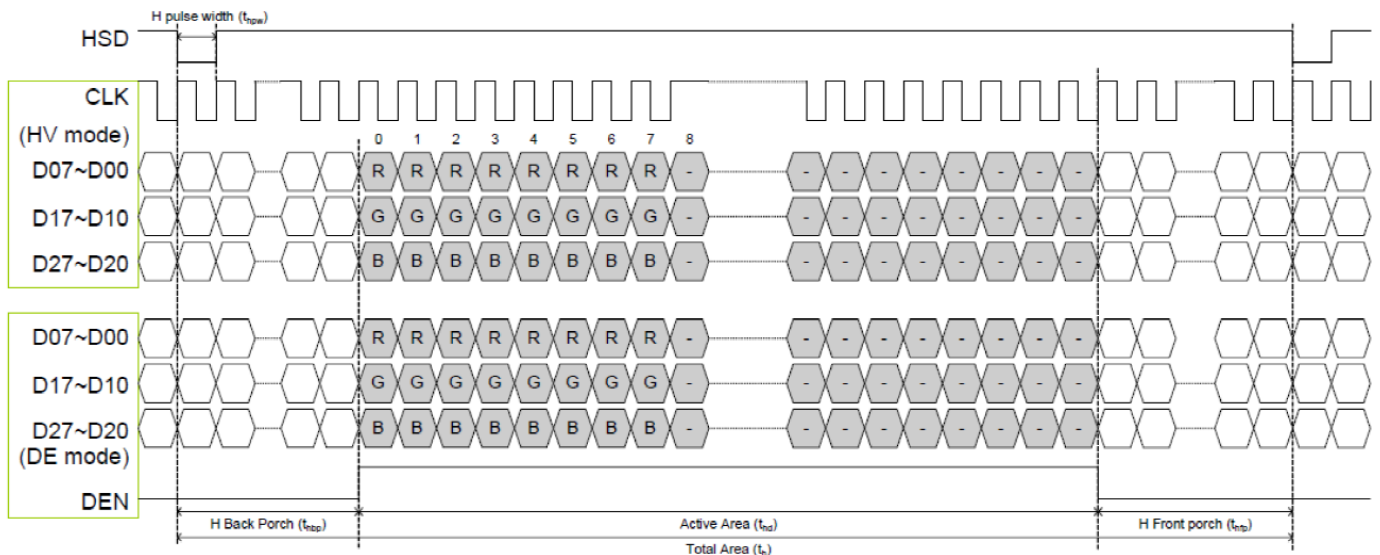 H pulse width (thpw)
HSD
CLK
(HV mode)
0 1 2 3 4 5 6 7 8
D07~D00 R R R R R R R R - - - - - - - - -
D17~D10 G G G G G G G G - - - - - - - - -
D27~D20 B B B B B B B B - - - - - - - - -
D07~D00 R R R R R R R R - - - - - - - - -
D17~D10 G G G G G G G G - - - - - - - - -
D27~D20 B B B B B B B B - - - - - - - - -
(DE mode)
DEN
H Back Porch (thbp) Active Area (thd) H Front porch (thfp)
Total Area (th)